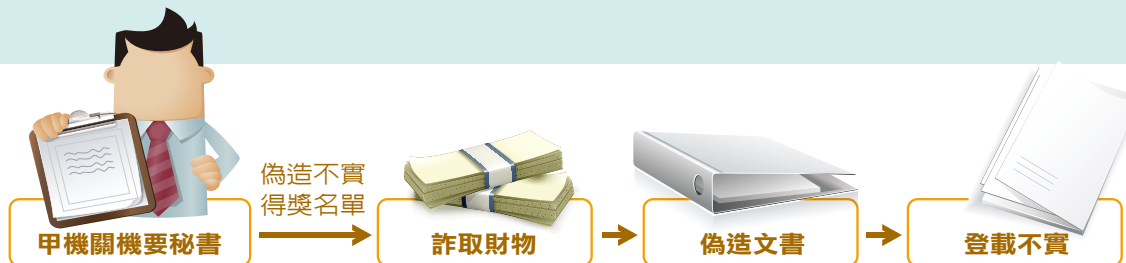 偽造不實
得獎名單
甲機關機要秘書
詐取財物
偽造文書
登載不實